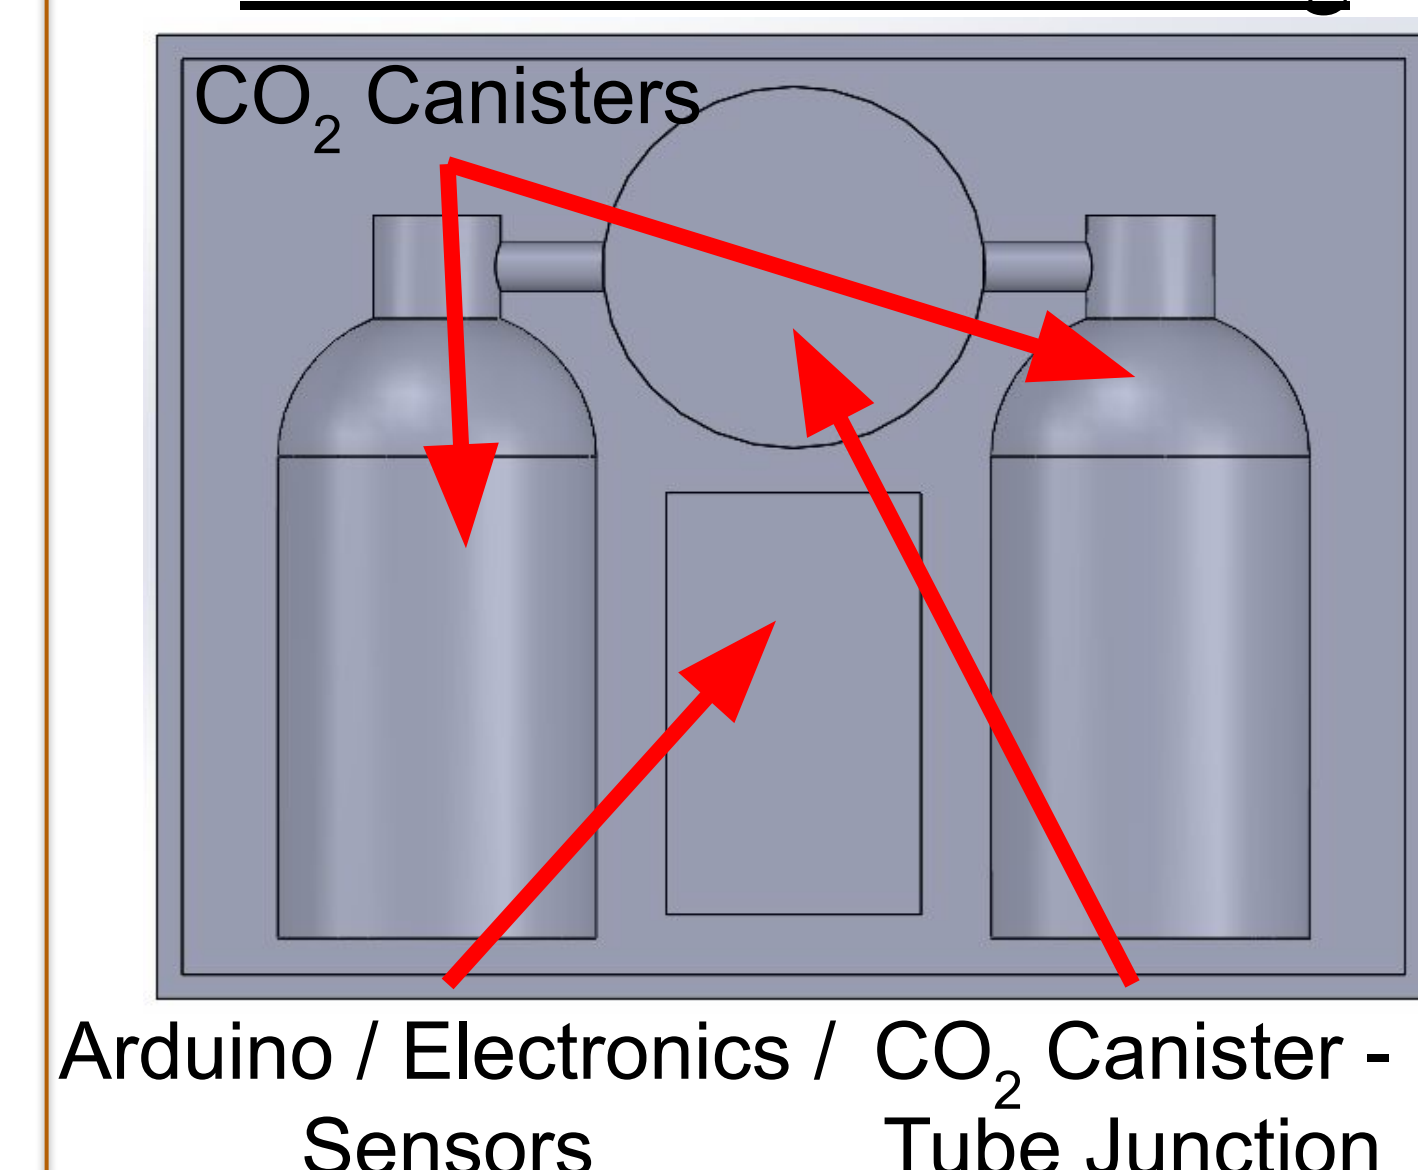 CO₂ Canisters
Arduino / Electronics / Sensors
CO₂ Canister - Tube Junction